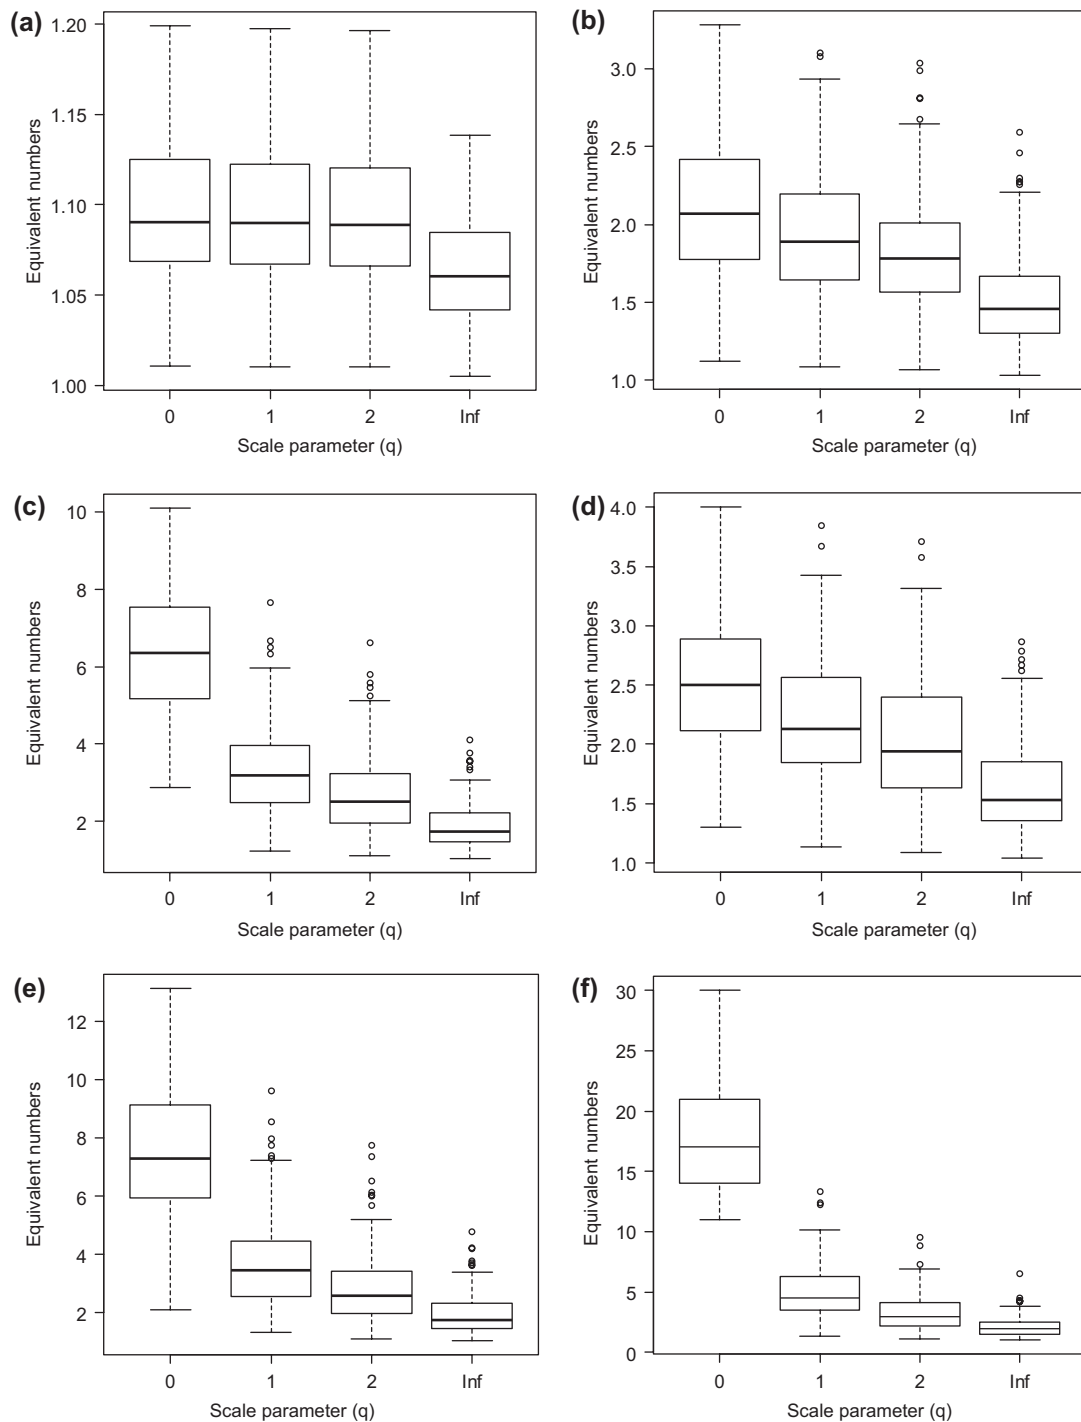 (a)
Equivalent numbers
1.20
1.15
1.10
1.05
1.00
0 1 2 Inf
Scale parameter (q)
(b)
Equivalent numbers
3.0
2.5
2.0
1.5
1.0
0 1 2 Inf
Scale parameter (q)
(c)
Equivalent numbers
10
8
6
4
2
0 1 2 Inf
Scale parameter (q)
(d)
Equivalent numbers
4.0
3.5
3.0
2.5
2.0
1.5
1.0
0 1 2 Inf
Scale parameter (q)
(e)
Equivalent numbers
12
10
8
6
4
2
0 1 2 Inf
Scale parameter (q)
(f)
Equivalent numbers
30
25
20
15
10
5
0
0 1 2 Inf
Scale parameter (q)